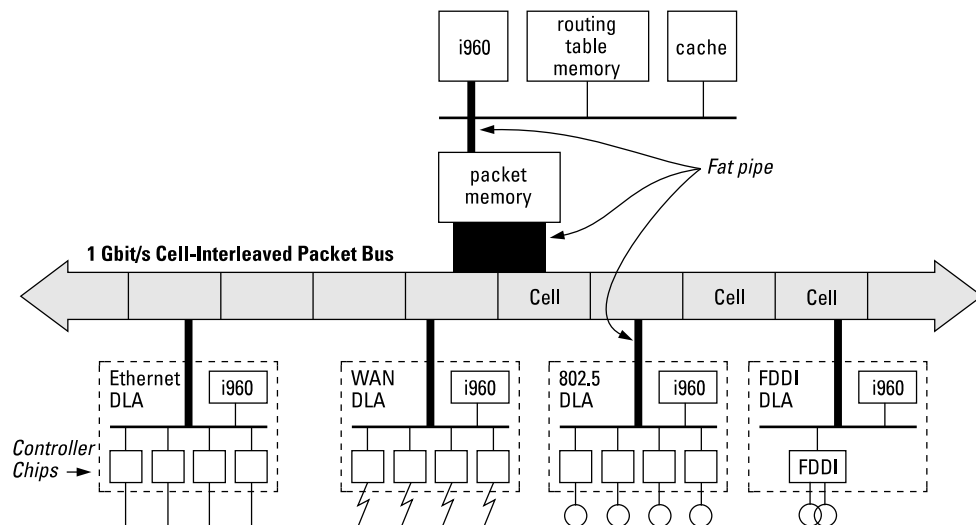 i960
routing
table
memory
cache
packet
memory
Fat pipe
1 Gbit/s Cell-Interleaved Packet Bus
Cell
Cell
Cell
Ethernet
DLA
i960
WAN
DLA
i960
802.5
DLA
i960
FDDI
DLA
i960
Controller
Chips
FDDI